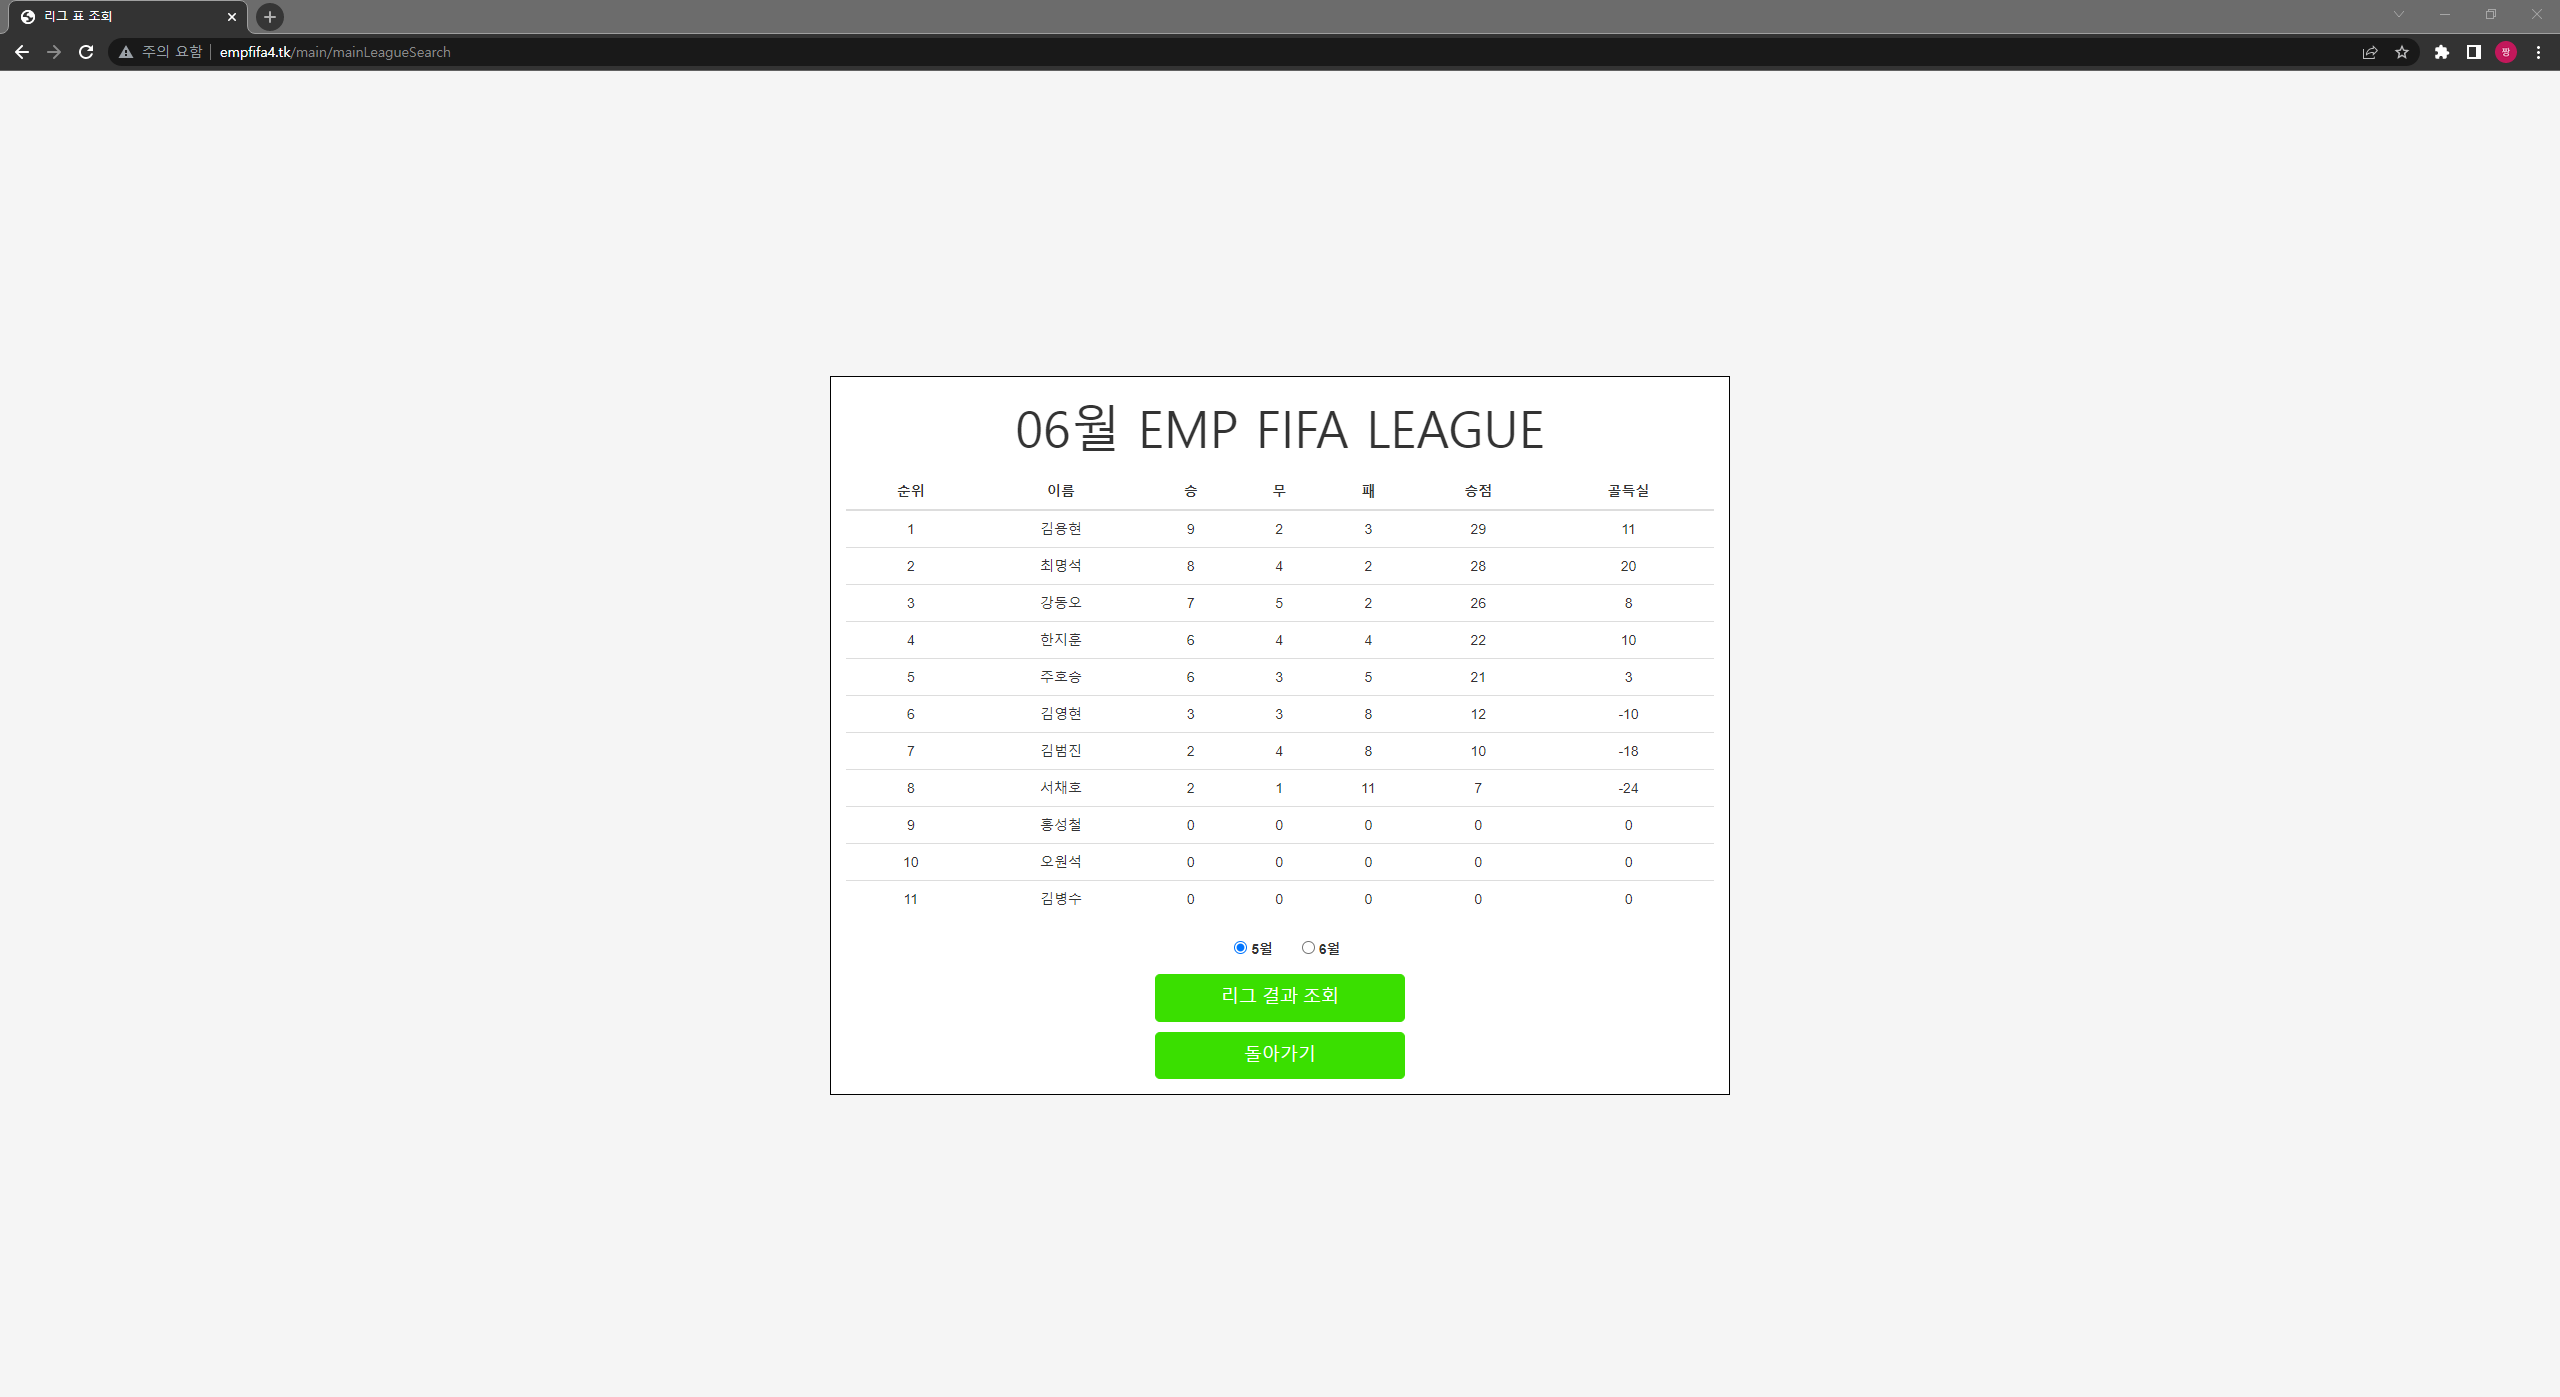 리그 표 조회
주의 요함 empfifa4.tk/main/mainLeagueSearch 짱
06월 EMP FIFA LEAGUE
순위 이름 승 무 패 승점 골득실
1 김용현 9 2 3 29 11
2 최명석 8 4 2 28 20
3 강동오 7 5 2 26 8
4 한지훈 6 4 4 22 10
5 주호승 6 3 5 21 3
6 김영현 3 3 8 12 -10
7 김범진 2 4 8 10 -18
8 서채호 2 1 11 7 -24
9 홍성철 0 0 0 0 0
10 오원석 0 0 0 0 0
11 김병수 0 0 0 0 0
5월 6월
리그 결과 조회
돌아가기